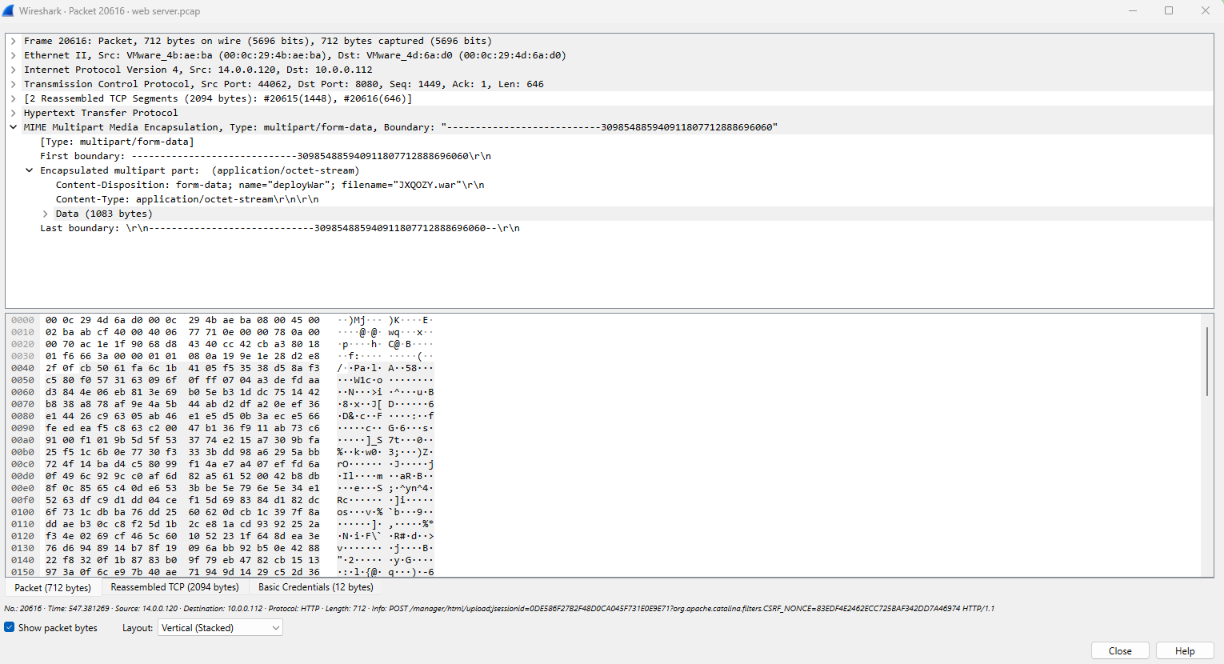 Wireshark · Packet 20616 · web server.pcap
Frame 20616: Packet, 712 bytes on wire (5696 bits), 712 bytes captured (5696 bits)
Ethernet II, Src: VMware_4b:ae:ba (00:0c:29:4b:ae:ba), Dst: VMware_4d:6a:d0 (00:0c:29:4d:6a:d0)
Internet Protocol Version 4, Src: 14.0.0.120, Dst: 10.0.0.112
Transmission Control Protocol, Src Port: 44062, Dst Port: 8080, Seq: 1449, Ack: 1, Len: 646
[2 Reassembled TCP Segments (2094 bytes): #20615(1448), #20616(646)]
Hypertext Transfer Protocol
MIME Multipart Media Encapsulation, Type: multipart/form-data, Boundary: "---------------------------309854885940911807712888696060"
[Type: multipart/form-data]
First boundary: -----------------------------309854885940911807712888696060\r\n
Encapsulated multipart part:  (application/octet-stream)
Content-Disposition: form-data; name="deployWar"; filename="JXQOZY.war"\r\n
Content-Type: application/octet-stream\r\n\r\n
Data (1083 bytes)
Last boundary: \r\n-----------------------------309854885940911807712888696060--\r\n
0000 00 0c 29 4d 6a d0 00 0c 29 4b ae ba 08 00 45 00 ··)Mj··· )K····E·
0010 02 ba ab cf 40 00 40 06 77 71 0e 00 00 78 0a 00 ····@·@· wq···x··
0020 00 70 ac 1e 1f 90 68 d8 43 40 cc 42 cb a3 80 18 ·p····h· C@·B····
0030 01 f6 66 3a 00 00 01 01 08 0a 19 9e 1e 28 d2 e8 ··f:···· ·····(··
0040 2f 0f cb 50 61 fa 6c 1b 41 05 f5 35 38 d5 8a f3 /··Pa·l· A··58···
0050 c5 80 f0 57 31 63 09 6f 0f ff 07 04 a3 de fd aa ···W1c·o ········
0060 d3 84 4e 06 eb 81 3e 69 b0 5e b3 1d dc 75 14 42 ··N···>i ·^···u·B
0070 b8 38 a8 78 af 9e 4a 5b 44 ab d2 df a2 0e ef 36 ·8·x··J[ D······6
0080 e1 44 26 c9 63 05 ab 46 e1 e5 d5 0b 3a ec e5 66 ·D&·c··F ····:··f
0090 fe ed ea f5 c8 63 c2 00 47 b1 36 f9 11 ab 73 c6 ·····c·· G·6···s·
00a0 91 00 f1 01 9b 5d 5f 53 37 74 e2 15 a7 30 9b fa ·····]_S 7t···0··
00b0 25 f5 1c 6b 0e 77 30 f3 33 3b dd 98 a6 29 5a bb %··k·w0· 3;···)Z·
00c0 72 4f 14 ba d4 c5 80 99 f1 4a e7 a4 07 ef fd 6a rO······ ·J·····j
00d0 0f 49 6c 92 9c c0 af 6d 82 a5 61 52 00 42 b8 db ·Il····m ··aR·B··
00e0 8f 0c 85 65 c4 0d e6 53 3b be 5e 79 6e 5e 34 e1 ···e···S ;·^yn^4·
00f0 52 63 df c9 d1 dd 04 ce f1 5d 69 83 84 d1 82 dc Rc······ ·]i·····
0100 6f 73 1c db ba 76 dd 25 60 62 0d cb 1c 39 7f 8a os···v·% `b···9··
0110 dd ae b3 0c c8 f2 5d 1b 2c e8 1a cd 93 92 25 2a ······]· ,·····%*
0120 f3 4e 02 69 cf 46 5c 60 10 52 23 1f 64 8d ea 3e ·N·i·F\` ·R#·d··>
0130 76 d6 94 89 14 b7 8f 19 09 6a bb 92 b5 0e 42 88 v······· ·j····B·
0140 22 f8 32 0f 1b 87 83 b0 9f 79 eb 47 82 cb 15 13 "·2····· ·y·G····
0150 97 3a 0f 6c e9 7b 40 ae 71 94 9d 14 29 c5 2d 36 ·:·l·{@· q···)·-6
Packet (712 bytes) Reassembled TCP (2094 bytes) Basic Credentials (12 bytes)
No.: 20616 · Time: 547.381269 · Source: 14.0.0.120 · Destination: 10.0.0.112 · Protocol: HTTP · Length: 712 · Info: POST /manager/html/upload;jsessionid=0DE586F27B2F48D0CA045F731E0E9E71?org.apache.catalina.filters.CSRF_NONCE=83EDF4E2462ECC725BAF342DD7A46974 HTTP/1.1
Show packet bytes Layout: Vertical (Stacked)
Close Help